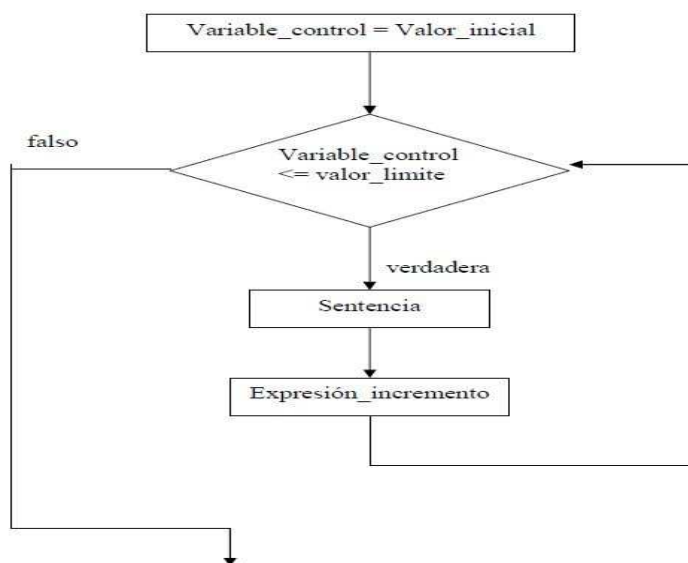 Variable_control = Valor_inicial
falso
Variable_control
<= valor_limite
verdadera
Sentencia
Expresión_incremento